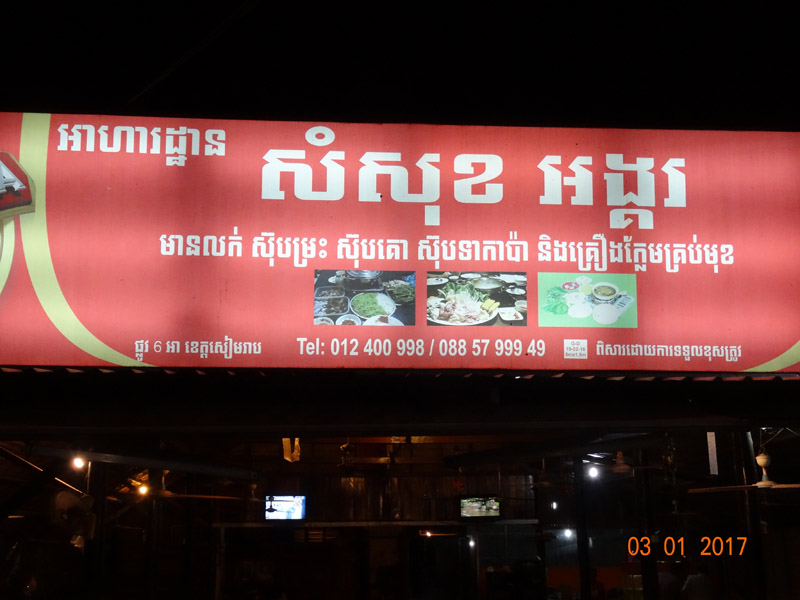 អាហារដ្ឋាន
សំសុខ អង្គរ
មានលក់ ស៊ុបម្រះ ស៊ុបគោ ស៊ុបទាកាប៉ា និងគ្រឿងក្លែមគ្រប់មុខ
ផ្លូវ 6 អា ខេត្តសៀមរាប
Tel: 012 400 998 / 088 57 999 49
ពិសារដោយការទទួលខុសត្រូវ
03 01 2017